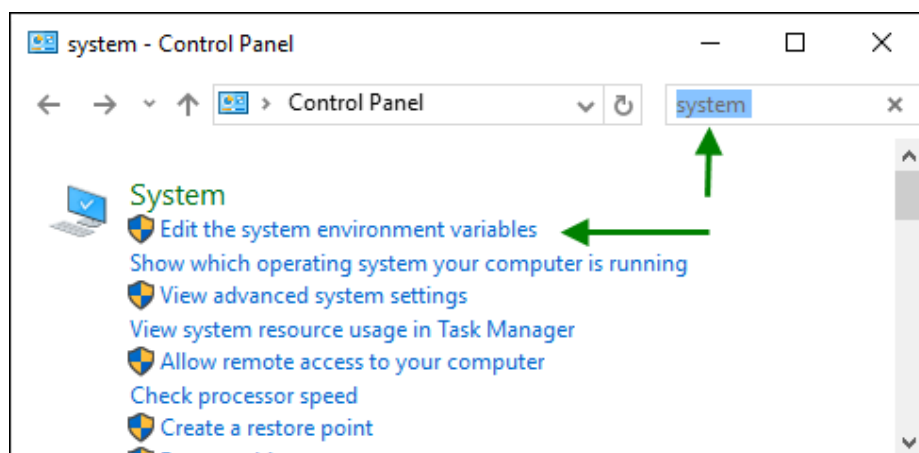 system - Control Panel
Control Panel
system
System
Edit the system environment variables
Show which operating system your computer is running
View advanced system settings
View system resource usage in Task Manager
Allow remote access to your computer
Check processor speed
Create a restore point